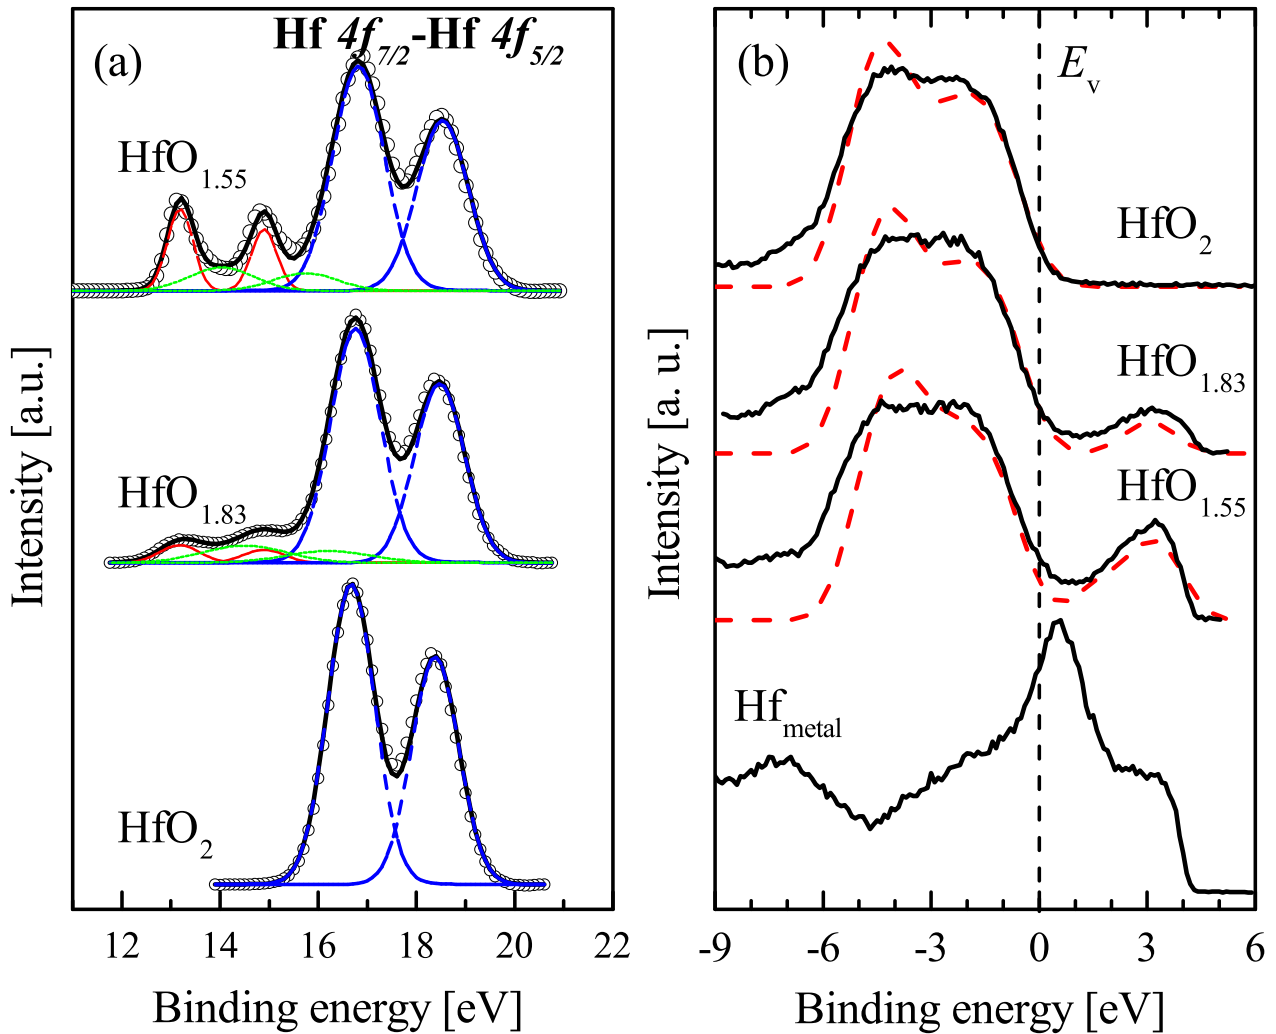 (a)
Hf 4f7/2-Hf 4f5/2
HfO1.55
HfO1.83
HfO2
12 14 16 18 20 22
Binding energy [eV]
Intensity [a.u.]
(b)
Ev
HfO2
HfO1.83
HfO1.55
Hfmetal
-9 -6 -3 0 3 6
Binding energy [eV]
Intensity [a. u.]